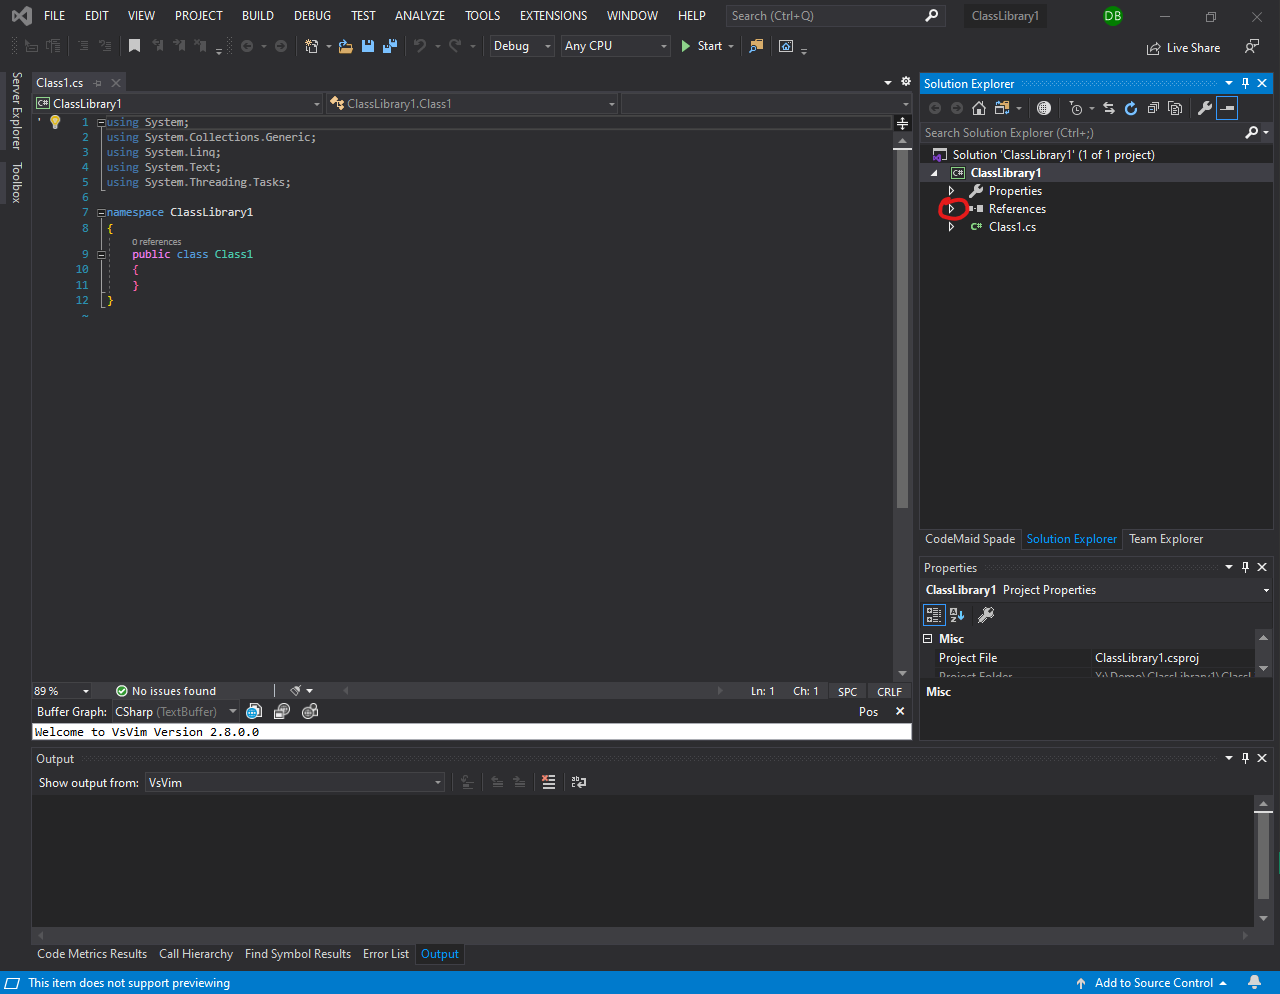 FILE EDIT VIEW PROJECT BUILD DEBUG TEST ANALYZE TOOLS EXTENSIONS WINDOW HELP Search (Ctrl+Q) ClassLibrary1 DB
Debug Any CPU Start Live Share
Server Explorer
Toolbox
Class1.cs
C# ClassLibrary1 ClassLibrary1.Class1
1 using System;
2 using System.Collections.Generic;
3 using System.Linq;
4 using System.Text;
5 using System.Threading.Tasks;
6
7 namespace ClassLibrary1
8 {
0 references
9 public class Class1
10 {
11 }
12 }
~
89 % No issues found Ln: 1 Ch: 1 SPC CRLF
Buffer Graph: CSharp (TextBuffer) Pos
Welcome to VsVim Version 2.8.0.0
Solution Explorer
Search Solution Explorer (Ctrl+;)
Solution 'ClassLibrary1' (1 of 1 project)
C# ClassLibrary1
Properties
References
C# Class1.cs
CodeMaid Spade Solution Explorer Team Explorer
Properties
ClassLibrary1 Project Properties
Misc
Project File ClassLibrary1.csproj
Project Folder Y:\Demo\ClassLibrary1\Classl
Misc
Output
Show output from: VsVim
Code Metrics Results Call Hierarchy Find Symbol Results Error List Output
This item does not support previewing Add to Source Control